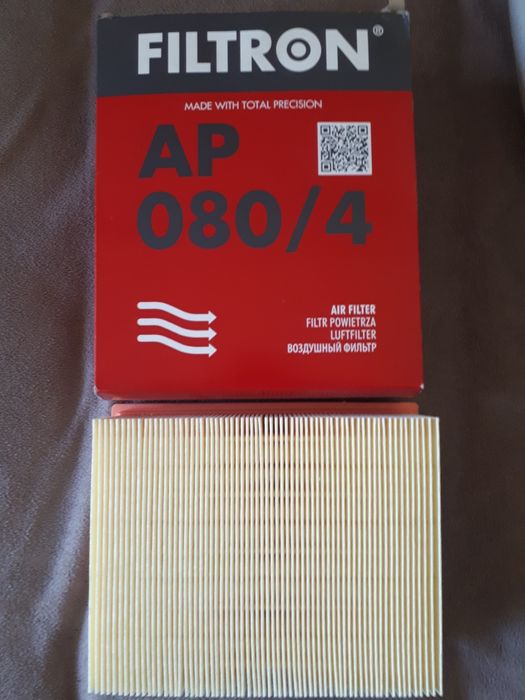 FILTRON®
MADE WITH TOTAL PRECISION
AP
080/4
AIR FILTER
FILTR POWIETRZA
LUFTFILTER
ВОЗДУШНЫЙ ФИЛЬТР